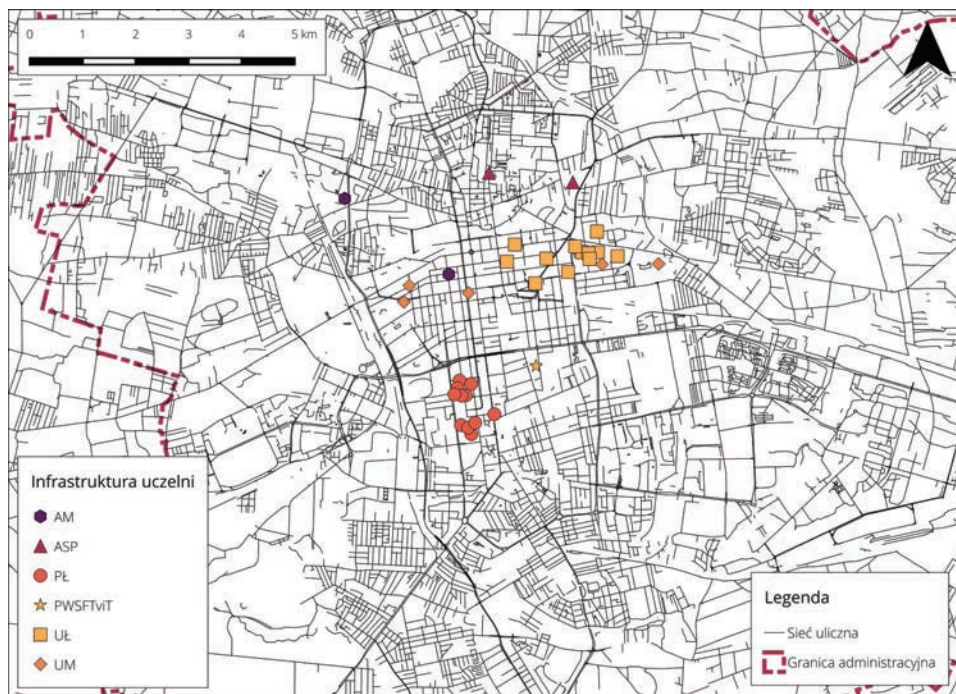 0 1 2 3 4 5 km
Infrastruktura uczelni
AM
ASP
PŁ
PWSFTviT
UŁ
UM
Legenda
Sieć uliczna
Granica administracyjna